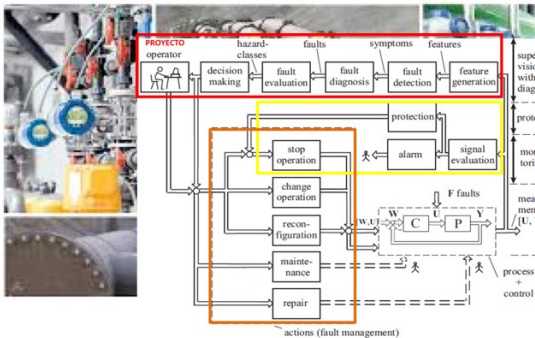 PROYECTO
operator
hazard-
classes
faults
symptoms
features
decision
making
fault
evaluation
fault
diagnosis
fault
detection
feature
generation
protection
stop
operation
alarm
signal
evaluation
change
operation
F faults
recon-
figuration
[W,U]
W
C
U
P
Y
mainte-
nance
process
+
control
repair
actions (fault management)